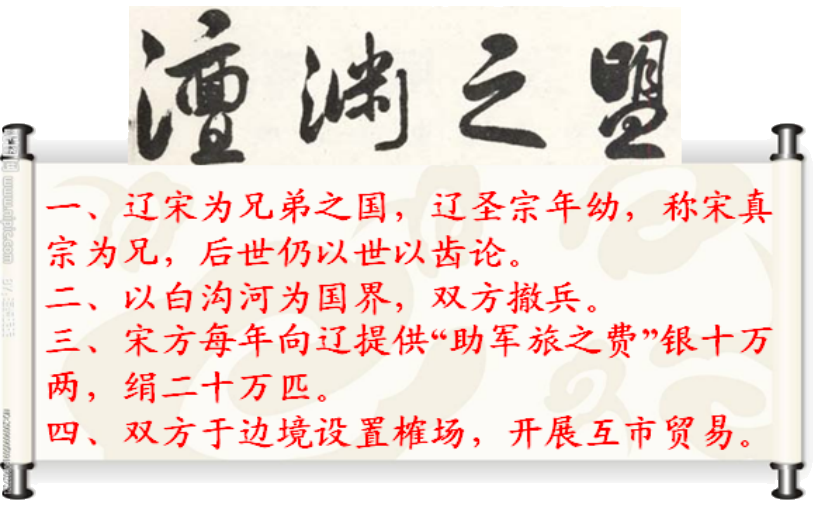 澶渊之盟
一、辽宋为兄弟之国，辽圣宗年幼，称宋真
宗为兄，后世仍以世以齿论。
二、以白沟河为国界，双方撤兵。
三、宋方每年向辽提供“助军旅之费”银十万
两，绢二十万匹。
四、双方于边境设置榷场，开展互市贸易。